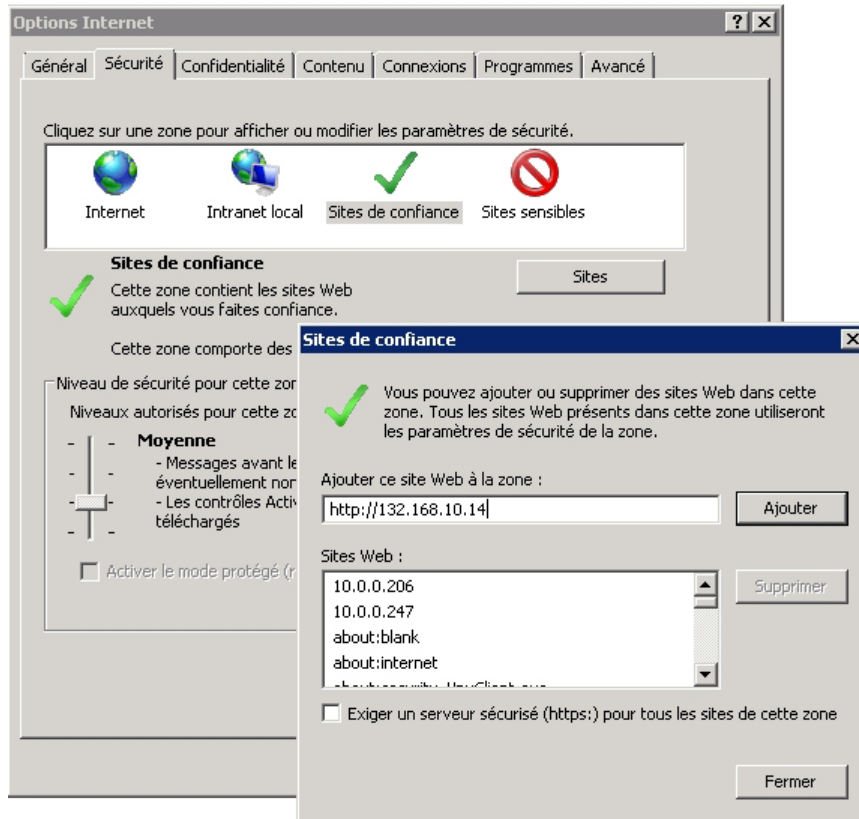 Options Internet
Général Sécurité Confidentialité Contenu Connexions Programmes Avancé
Cliquez sur une zone pour afficher ou modifier les paramètres de sécurité.
Internet Intranet local Sites de confiance Sites sensibles
Sites de confiance
Cette zone contient les sites Web
auxquels vous faites confiance.
Sites
Cette zone comporte des
Niveau de sécurité pour cette
Niveaux autorisés pour cette
Moyenne
- Messages avant
éventuellement
- Les contrôles
téléchargés
Activer le mode protégé
Sites de confiance
Vous pouvez ajouter ou supprimer des sites Web dans cette
zone. Tous les sites Web présents dans cette zone utiliseront
les paramètres de sécurité de la zone.
Ajouter ce site Web à la zone :
http://132.168.10.14
Ajouter
Sites Web :
10.0.0.206
10.0.0.247
about:blank
about:internet
Supprimer
Exiger un serveur sécurisé (https:) pour tous les sites de cette zone
Fermer